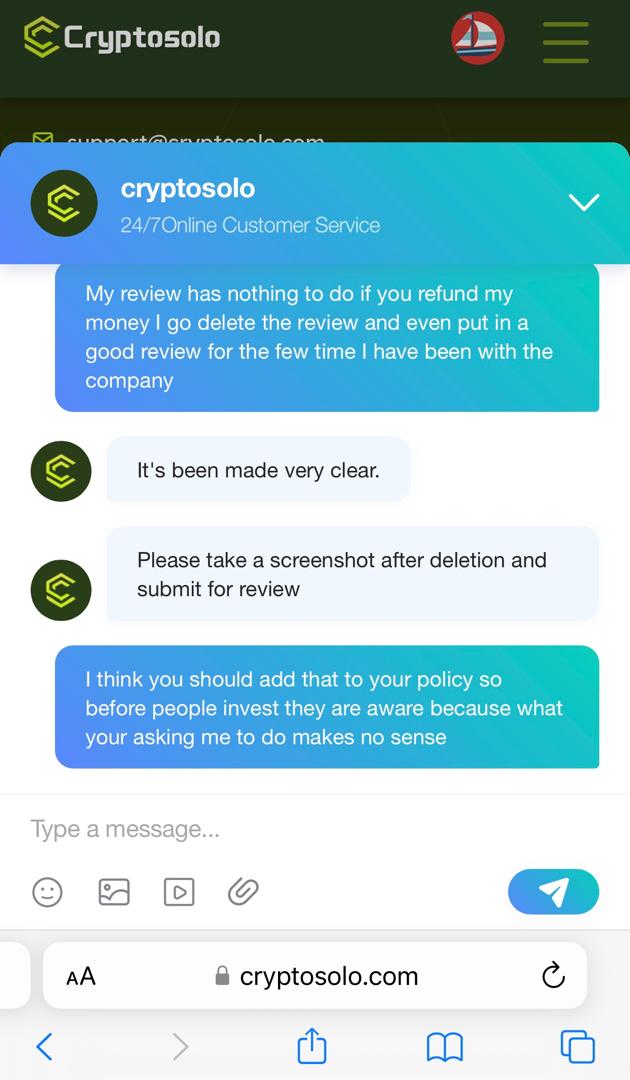 Cryptosolo
support@cryptosolo.com
cryptosolo
24/7Online Customer Service
My review has nothing to do if you refund my
money I go delete the review and even put in a
good review for the few time I have been with the
company
It's been made very clear.
Please take a screenshot after deletion and
submit for review
I think you should add that to your policy so
before people invest they are aware because what
your asking me to do makes no sense
Type a message...
AA
cryptosolo.com